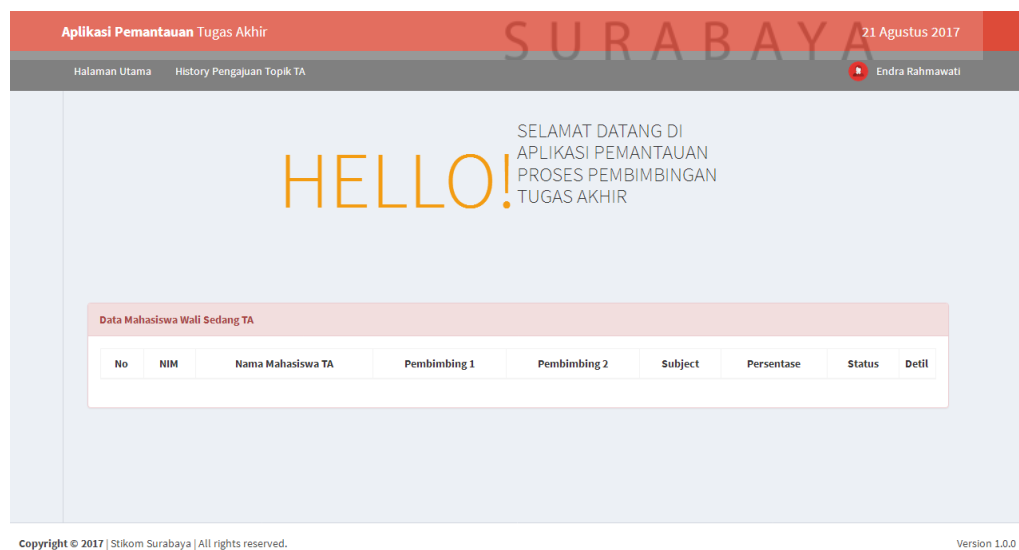 Aplikasi Pemantauan Tugas Akhir
SURABAYA
21 Agustus 2017
Halaman Utama History Pengajuan Topik TA Endra Rahmawati
HELLO!
SELAMAT DATANG DI
APLIKASI PEMANTAUAN
PROSES PEMBIMBINGAN
TUGAS AKHIR
Data Mahasiswa Wali Sedang TA
No NIM Nama Mahasiswa TA Pembimbing 1 Pembimbing 2 Subject Persentase Status Detil
Copyright © 2017 | Stikom Surabaya | All rights reserved. Version 1.0.0